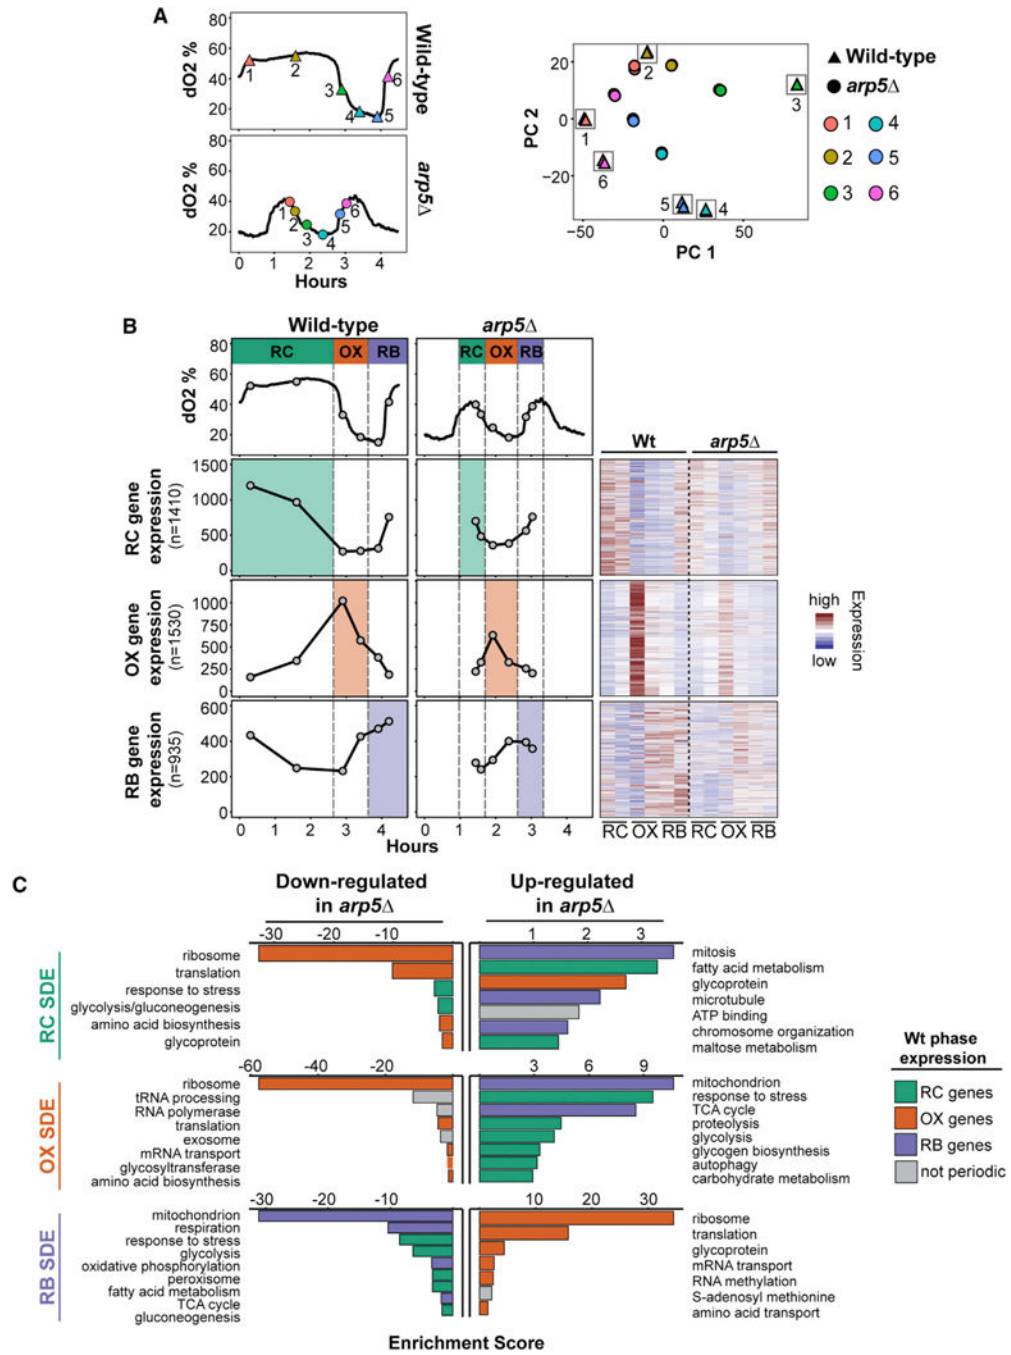 A
Wild-type
dO2 %
80
60
40
20
1
2
3
4
5
6
arp5Δ
dO2 %
80
60
40
20
1
2
3
4
5
6
0 1 2 3 4
Hours
PC 2
20
0
-20
1
2
3
4
5
6
-50 0 50
PC 1
Wild-type
arp5Δ
1 4
2 5
3 6
B
Wild-type arp5Δ
dO2 %
80
60
40
20
RC OX RB
RC OX RB
Wt arp5Δ
RC gene
expression
(n=1410)
1500
1000
500
0
OX gene
expression
(n=1530)
1000
750
500
250
0
RB gene
expression
(n=935)
600
400
200
0
0 1 2 3 4
0 1 2 3 4
Hours
RC OX RB RC OX RB
high
low
Expression
C
Down-regulated
in arp5Δ
Up-regulated
in arp5Δ
RC SDE
-30 -20 -10
ribosome
translation
response to stress
glycolysis/gluconeogenesis
amino acid biosynthesis
glycoprotein
1 2 3
mitosis
fatty acid metabolism
glycoprotein
microtubule
ATP binding
chromosome organization
maltose metabolism
OX SDE
-60 -40 -20
ribosome
tRNA processing
RNA polymerase
translation
exosome
mRNA transport
glycosyltransferase
amino acid biosynthesis
3 6 9
mitochondrion
response to stress
TCA cycle
proteolysis
glycolysis
glycogen biosynthesis
autophagy
carbohydrate metabolism
RB SDE
-30 -20 -10
mitochondrion
respiration
response to stress
glycolysis
oxidative phosphorylation
peroxisome
fatty acid metabolism
TCA cycle
gluconegenesis
10 20 30
ribosome
translation
glycoprotein
mRNA transport
RNA methylation
S-adenosyl methionine
amino acid transport
Enrichment Score
Wt phase
expression
RC genes
OX genes
RB genes
not periodic